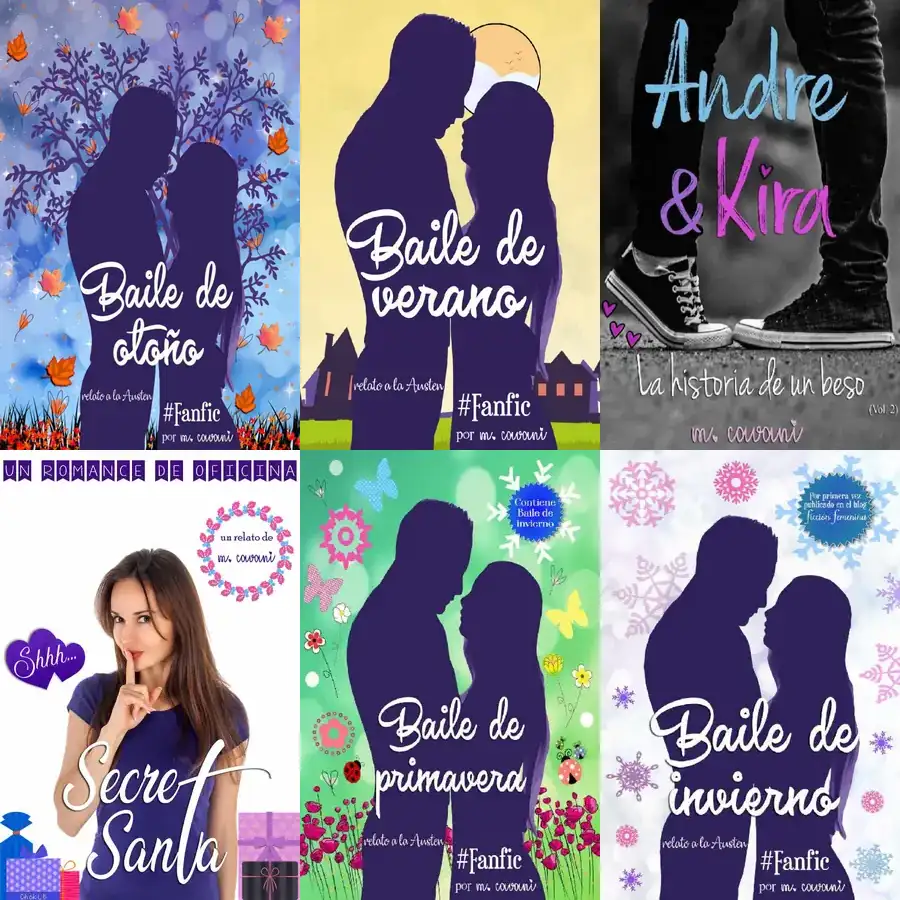 Baile de
otoño
relato a la Austen
#Fanfic
por m. cavani
Baile de
verano
relato a la Austen
#Fanfic
por m. cavani
Andre
& Kira
La historia de un beso
(Vol. 2)
m. cavani
UN ROMANCE DE OFICINA
un relato de
m. cavani
Shhh...
Secret
Santa
Contiene
Baile de
invierno
Baile de
primavera
relato a la Austen
#Fanfic
por m. cavani
Por primera vez
publicado en el blog
ficción femenina
Baile de
invierno
relato a la Austen
#Fanfic
por m. cavani